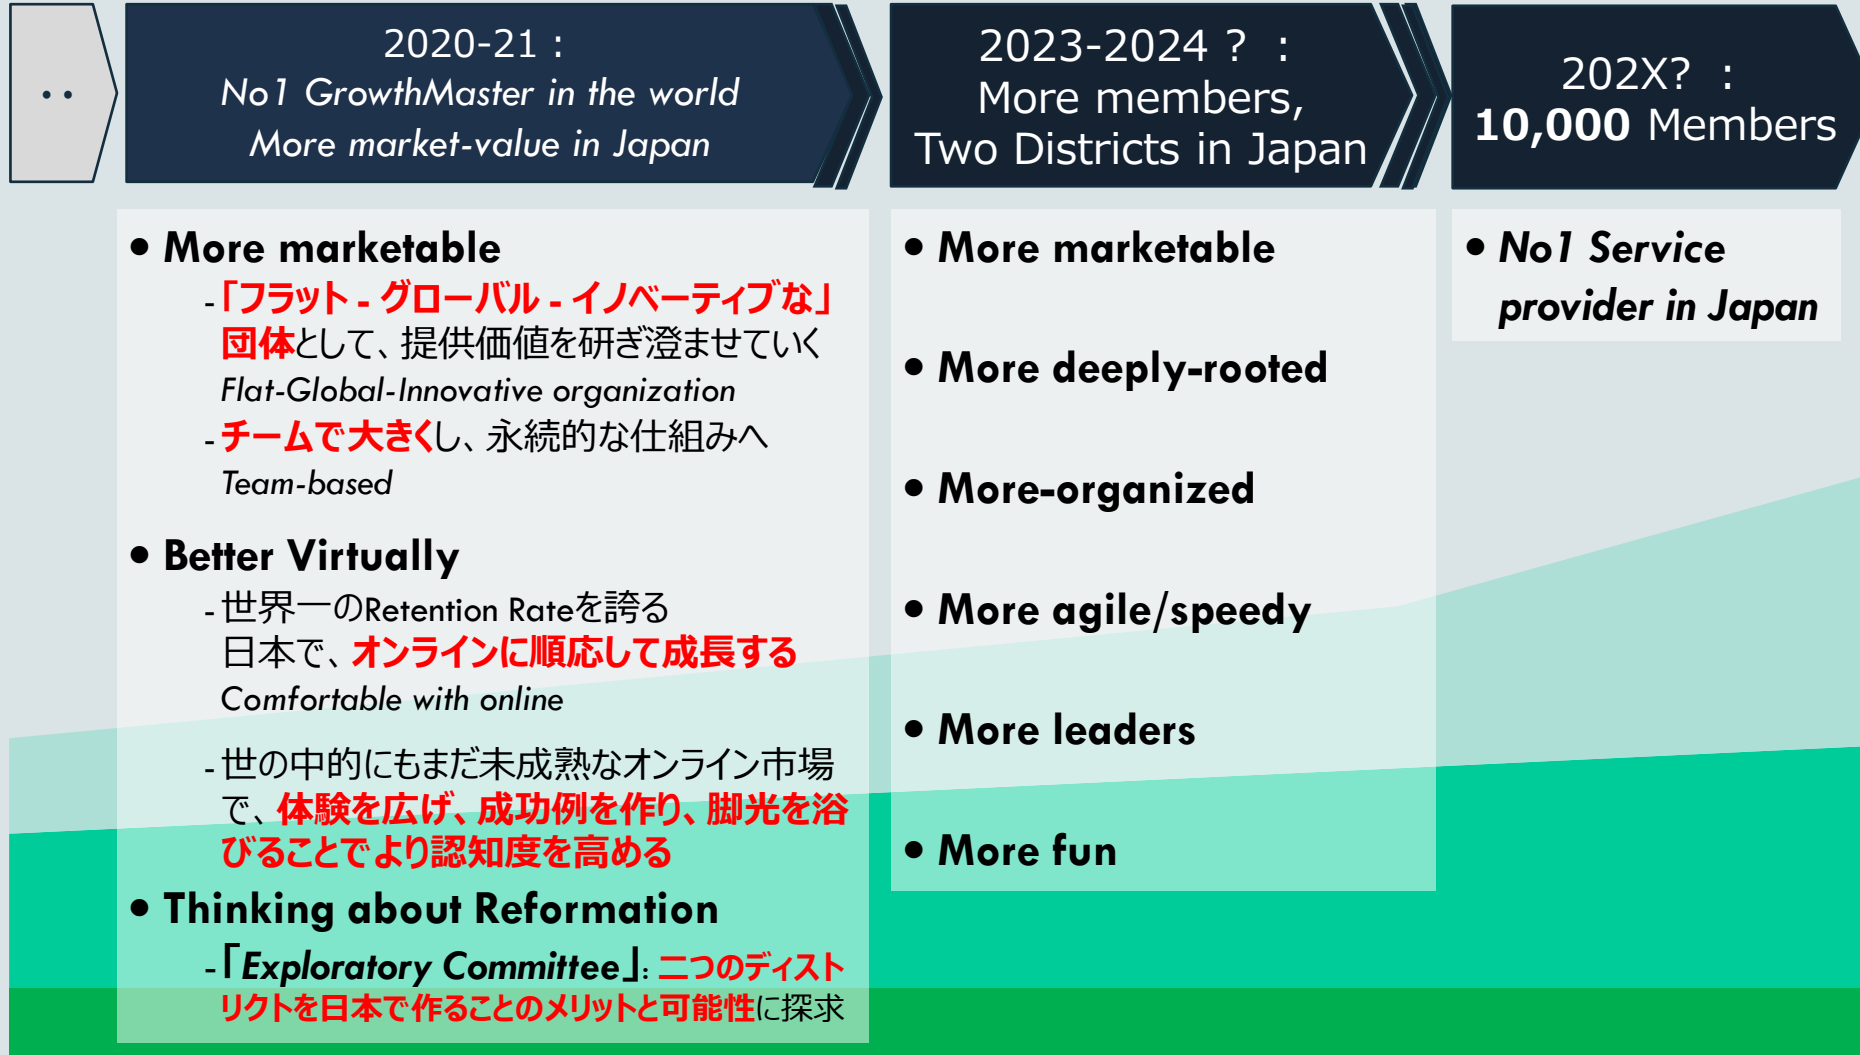 ..
2020-21：
No1 GrowthMaster in the world
More market-value in Japan
2023-2024？：
More members,
Two Districts in Japan
202X?：
10,000 Members
• More marketable
-「フラット - グローバル - イノベーティブな」
団体として、提供価値を研ぎ澄ませていく
Flat-Global-Innovative organization
- チームで大きくし、永続的な仕組みへ
Team-based
• Better Virtually
- 世界一のRetention Rateを誇る
日本で、オンラインに順応して成長する
Comfortable with online
- 世の中的にもまだ未成熟なオンライン市場
で、体験を広げ、成功例を作り、脚光を浴
びることでより認知度を高める
• Thinking about Reformation
-「Exploratory Committee」: 二つのディスト
リクトを日本で作ることのメリットと可能性に探求
• More marketable
• More deeply-rooted
• More-organized
• More agile/speedy
• More leaders
• More fun
• No1 Service
provider in Japan